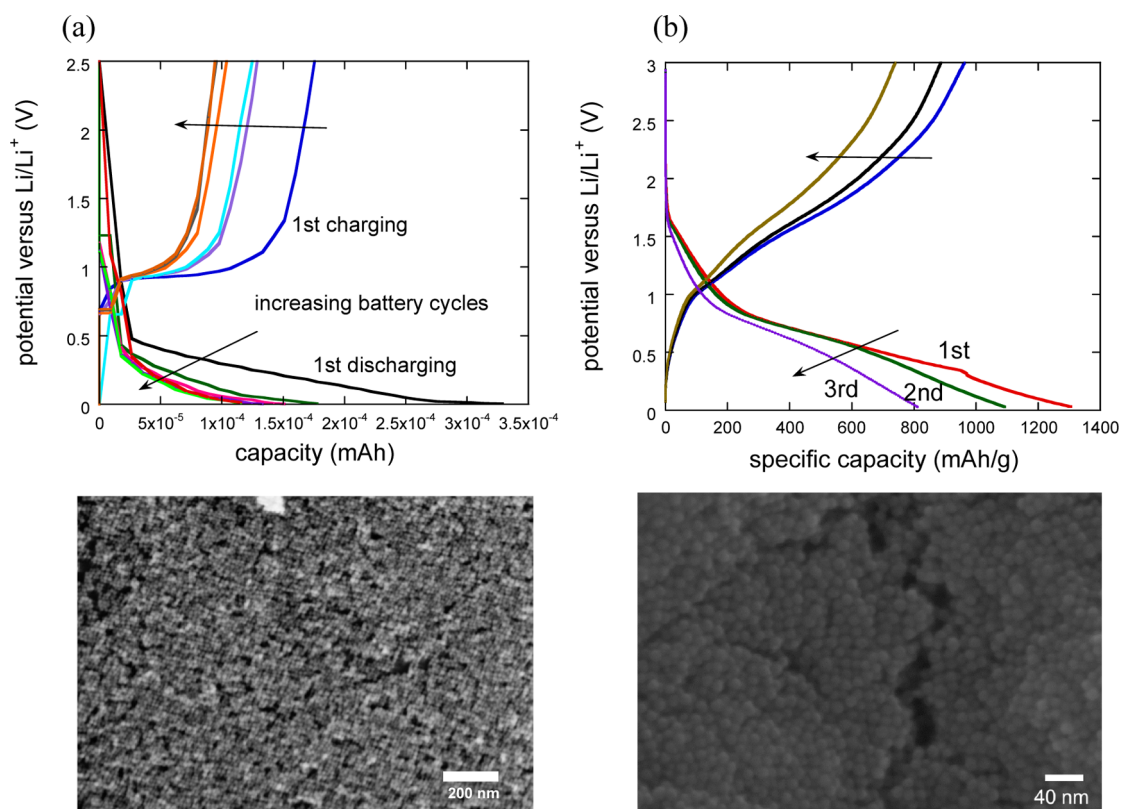 (a)
(b)
2.5
2
1.5
1
0.5
0
potential versus Li/Li⁺ (V)
1st charging
increasing battery cycles
1st discharging
5x10⁻⁵
1x10⁻⁴
1.5x10⁻⁴
2x10⁻⁴
2.5x10⁻⁴
3x10⁻⁴
3.5x10⁻⁴
capacity (mAh)
3
2.5
2
1.5
1
0.5
0
potential versus Li/Li⁺ (V)
1st
2nd
3rd
0
200
400
600
800
1000
1200
1400
specific capacity (mAh/g)
200 nm
40 nm